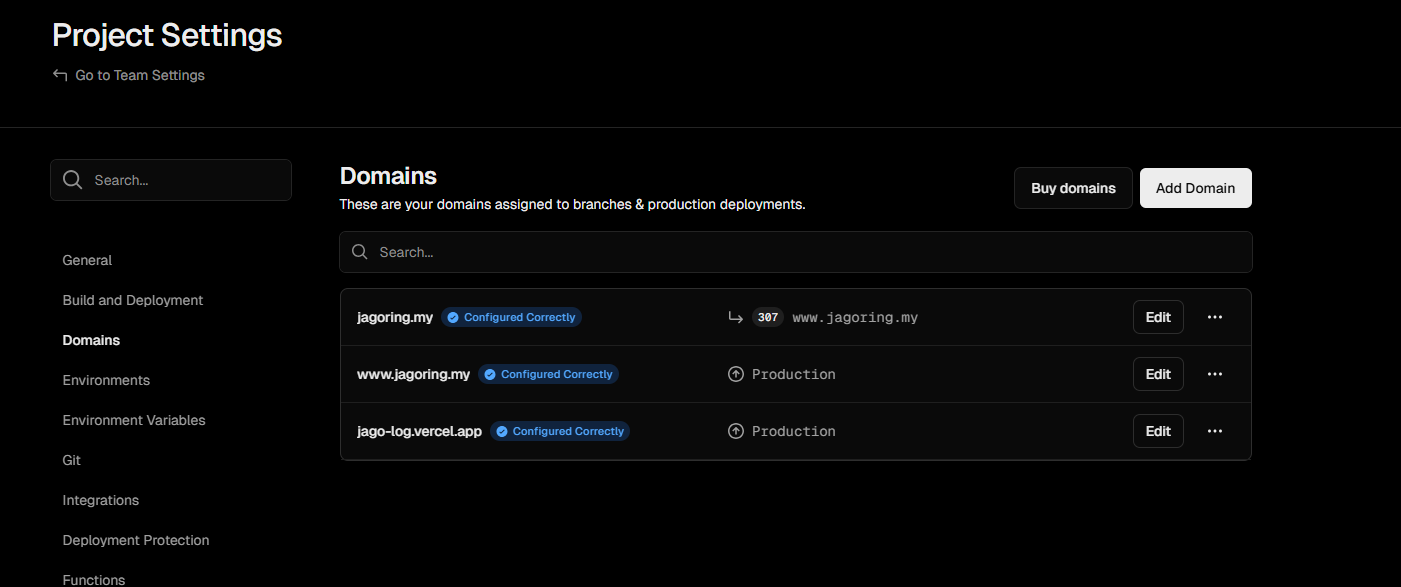 Project Settings
Go to Team Settings
Search...
General
Build and Deployment
Domains
Environments
Environment Variables
Git
Integrations
Deployment Protection
Functions
Domains
These are your domains assigned to branches & production deployments.
Buy domains
Add Domain
Search...
jagoring.my Configured Correctly 307 www.jagoring.my Edit
www.jagoring.my Configured Correctly Production Edit
jago-log.vercel.app Configured Correctly Production Edit